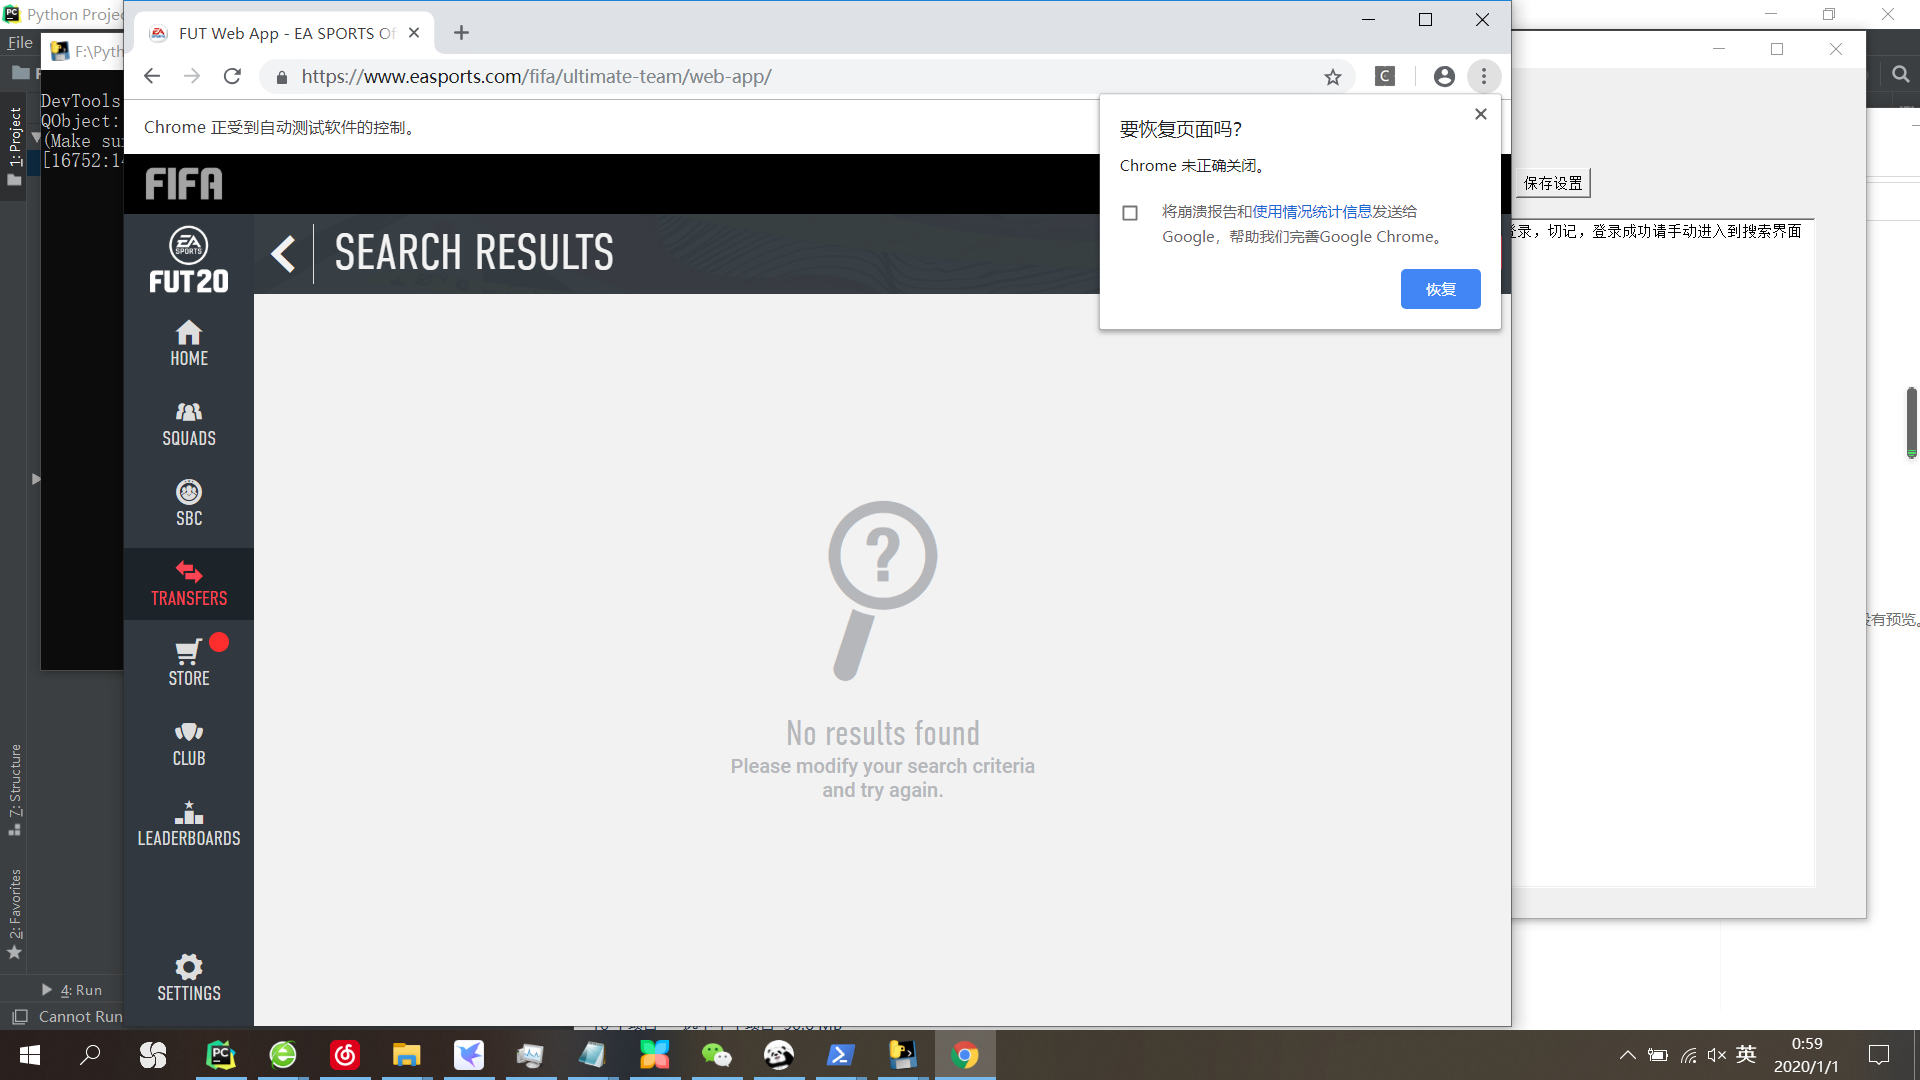 Python Projec
File
F:\Pyth
DevTools
QObject:
(Make sur
[16752:14
1: Project
7: Structure
2: Favorites
4: Run
Cannot Run
FUT Web App - EA SPORTS Of
https://www.easports.com/fifa/ultimate-team/web-app/
Chrome 正受到自动测试软件的控制。
要恢复页面吗?
Chrome 未正确关闭。
将崩溃报告和使用情况统计信息发送给
Google，帮助我们完善Google Chrome。
恢复
FIFA
EA
SPORTS
FUT20
SEARCH RESULTS
HOME
SQUADS
SBC
TRANSFERS
STORE
CLUB
LEADERBOARDS
SETTINGS
No results found
Please modify your search criteria
and try again.
保存设置
登录，切记，登录成功请手动进入到搜索界面
没有预览。
英
0:59
2020/1/1